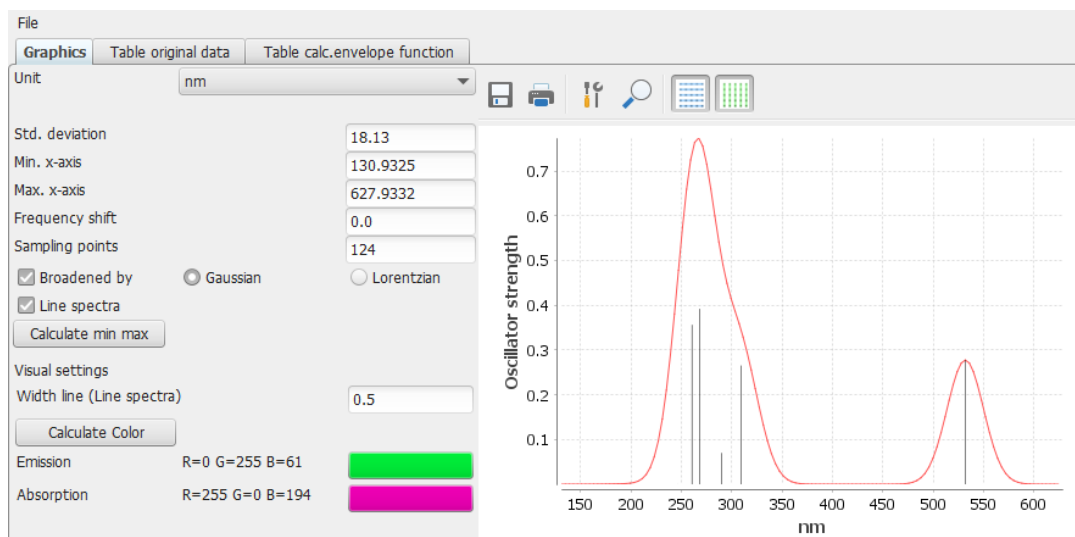 File
Graphics
Table original data
Table calc.envelope function
Unit
nm
Std. deviation
18.13
Min. x-axis
130.9325
Max. x-axis
627.9332
Frequency shift
0.0
Sampling points
124
Broadened by
Gaussian
Lorentzian
Line spectra
Calculate min max
Visual settings
Width line (Line spectra)
0.5
Calculate Color
Emission
R=0 G=255 B=61
Absorption
R=255 G=0 B=194
Oscillator strength
0.7
0.6
0.5
0.4
0.3
0.2
0.1
150 200 250 300 350 400 450 500 550 600
nm